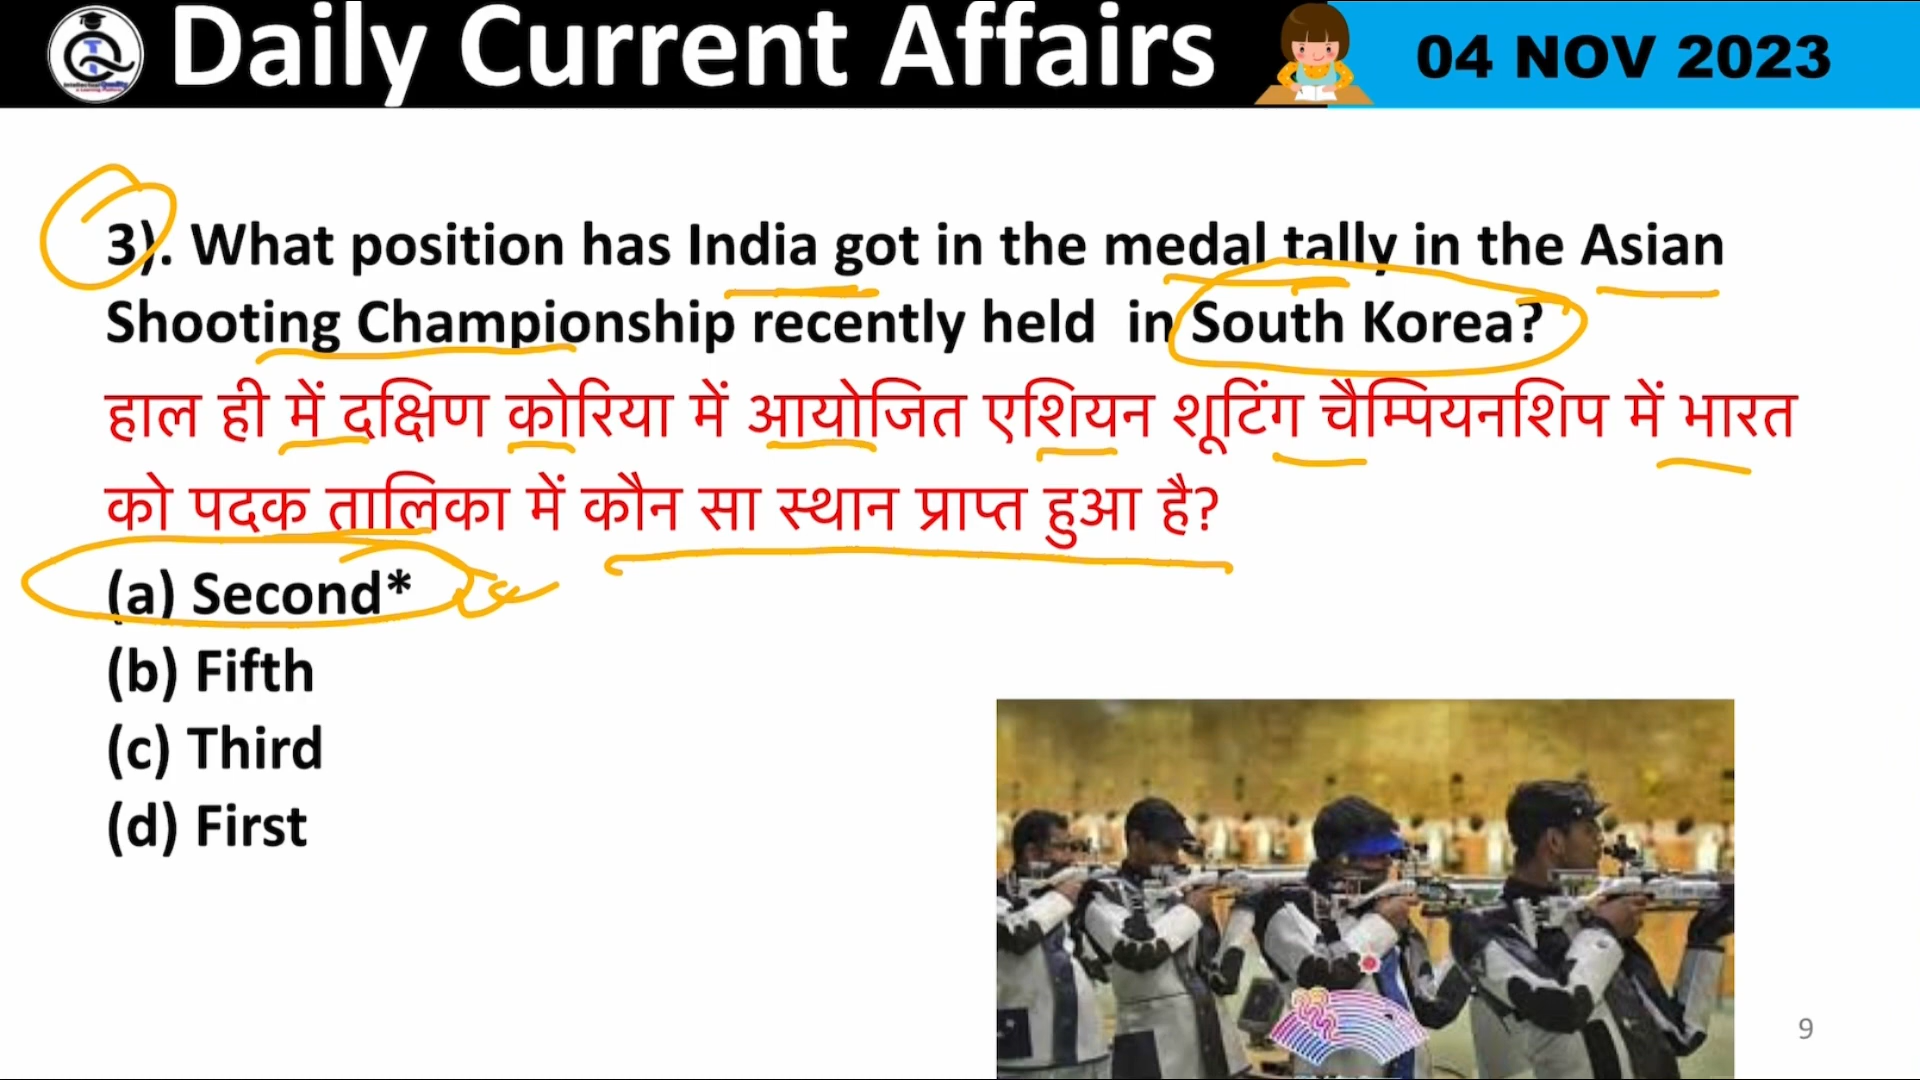 Daily Current Affairs
04 NOV 2023
3). What position has India got in the medal tally in the Asian
Shooting Championship recently held in South Korea?
हाल ही में दक्षिण कोरिया में आयोजित एशियन शूटिंग चैम्पियनशिप में भारत
को पदक तालिका में कौन सा स्थान प्राप्त हुआ है?
(a) Second*
(b) Fifth
(c) Third
(d) First
9